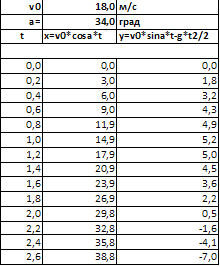 v0 18,0 м/с
a= 34,0 град
t x=v0*cosa*t y=v0*sina*t-g*t2/2
0,0 0,0 0,0
0,2 3,0 1,8
0,4 6,0 3,2
0,6 9,0 4,3
0,8 11,9 4,9
1,0 14,9 5,2
1,2 17,9 5,0
1,4 20,9 4,5
1,6 23,9 3,6
1,8 26,9 2,2
2,0 29,8 0,5
2,2 32,8 -1,6
2,4 35,8 -4,1
2,6 38,8 -7,0